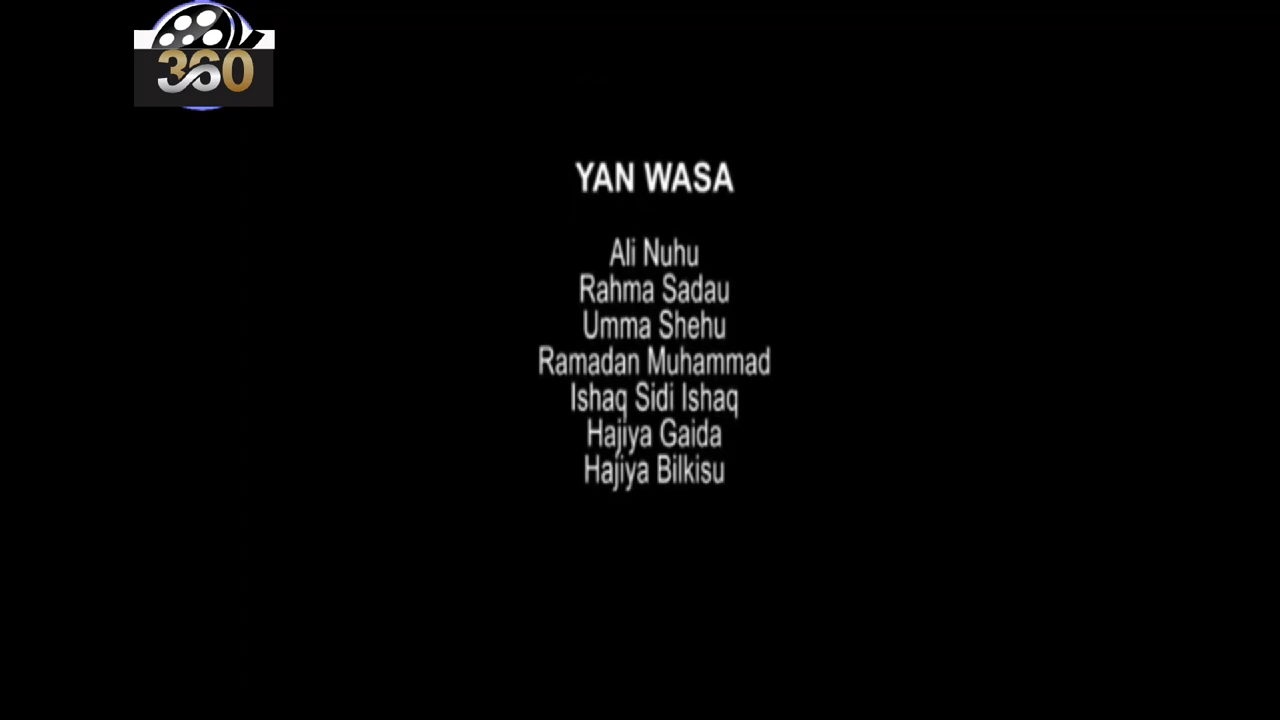 360
YAN WASA
Ali Nuhu
Rahma Sadau
Umma Shehu
Ramadan Muhammad
Ishaq Sidi Ishaq
Hajiya Gaida
Hajiya Bilkisu